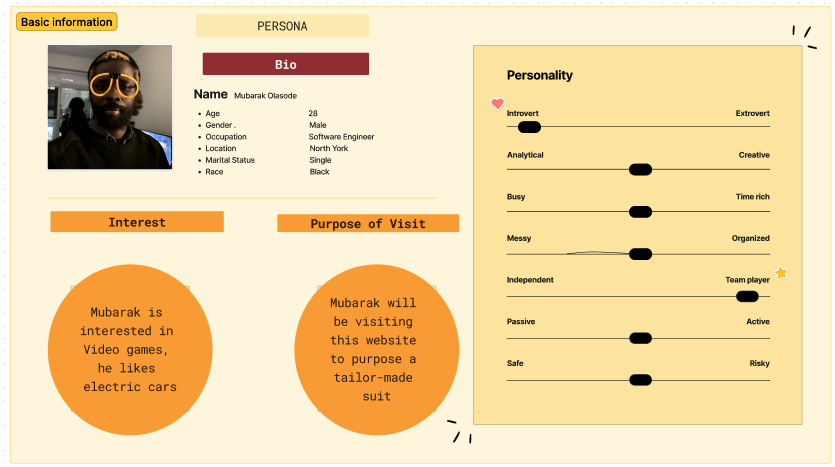 Basic information
PERSONA
Bio
Name Mubarak Olasode
• Age 28
• Gender . Male
• Occupation Software Engineer
• Location North York
• Marital Status Single
• Race Black
Interest
Mubarak is
interested in
Video games,
he likes
electric cars
Purpose of Visit
Mubarak will
be visiting
this website
to purpose a
tailor-made
suit
Personality
Introvert Extrovert
Analytical Creative
Busy Time rich
Messy Organized
Independent Team player
Passive Active
Safe Risky